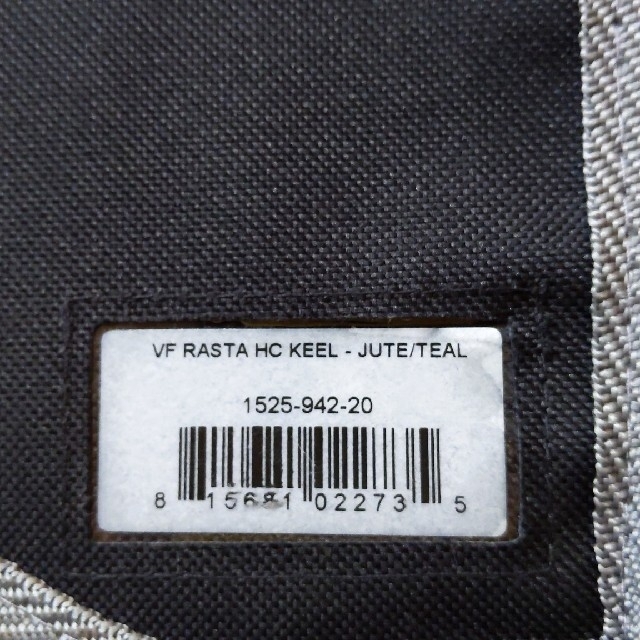 VF RASTA HC KEEL - JUTE/TEAL
1525-942-20
8 15681 02273 5